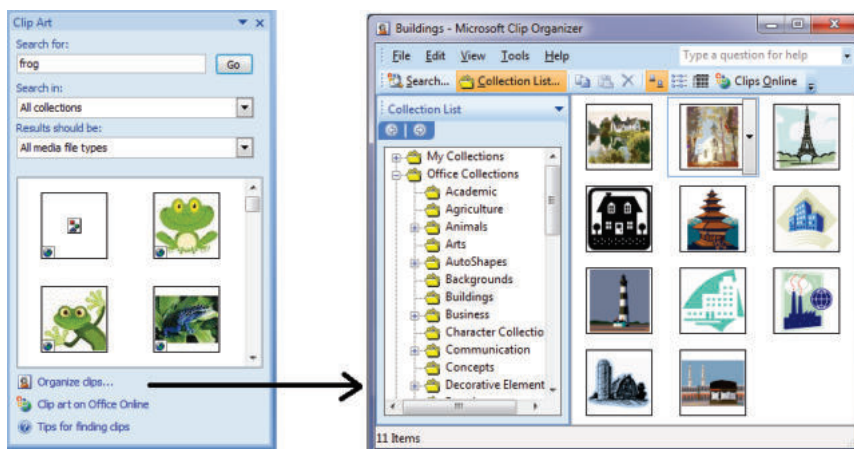 Clip Art
Search for:
frog
Go
Search in:
All collections
Results should be:
All media file types
Organize clips...
Clip art on Office Online
Tips for finding clips
Buildings - Microsoft Clip Organizer
File Edit View Tools Help
Type a question for help
Search... Collection List... Clips Online
Collection List
My Collections
Office Collections
Academic
Agriculture
Animals
Arts
AutoShapes
Backgrounds
Buildings
Business
Character Collectio
Communication
Concepts
Decorative Element
11 Items